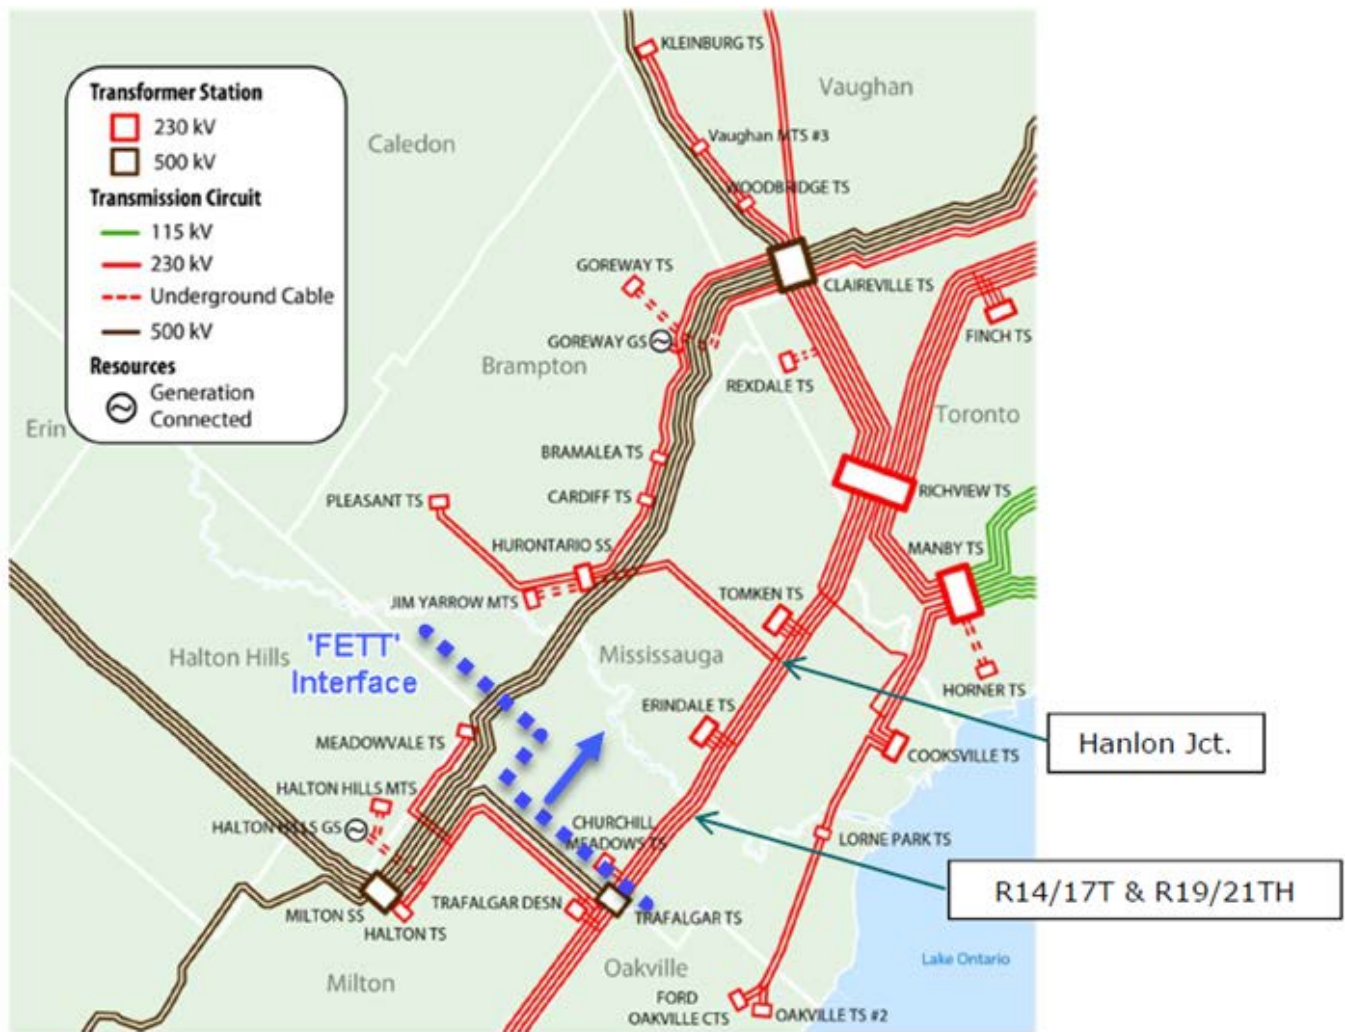 KLEINBURG TS
Vaughan
Transformer Station
230 kV
500 kV
Caledon
Vaughan MTS #3
Transmission Circuit
115 kV
230 kV
Underground Cable
500 kV
Resources
Generation
Connected
WOODBRIDGE TS
GOREWAY TS
CLAIREVILLE TS
FINCH TS
GOREWAY GS
Brampton
REXDALE TS
Erin
Toronto
BRAMALEA TS
RICHVIEW TS
PLEASANT TS
CARDIFF TS
HURONTARIO SS
MANBY TS
JIM YARROW MTS
TOMKEN TS
'FETT'
Interface
Halton Hills
Mississauga
HORNER TS
ERINDALE TS
MEADOWVALE TS
COOKSVILLE TS
Hanlon Jct.
HALTON HILLS MTS
HALTON HILLS GS
CHURCHILL
MEADOWS TS
LORNE PARK TS
R14/17T & R19/21TH
TRAFALGAR DESN
MILTON SS
TRAFALGAR TS
HALTON TS
Lake Ontario
Oakville
Milton
FORD
OAKVILLE CTS
OAKVILLE TS #2